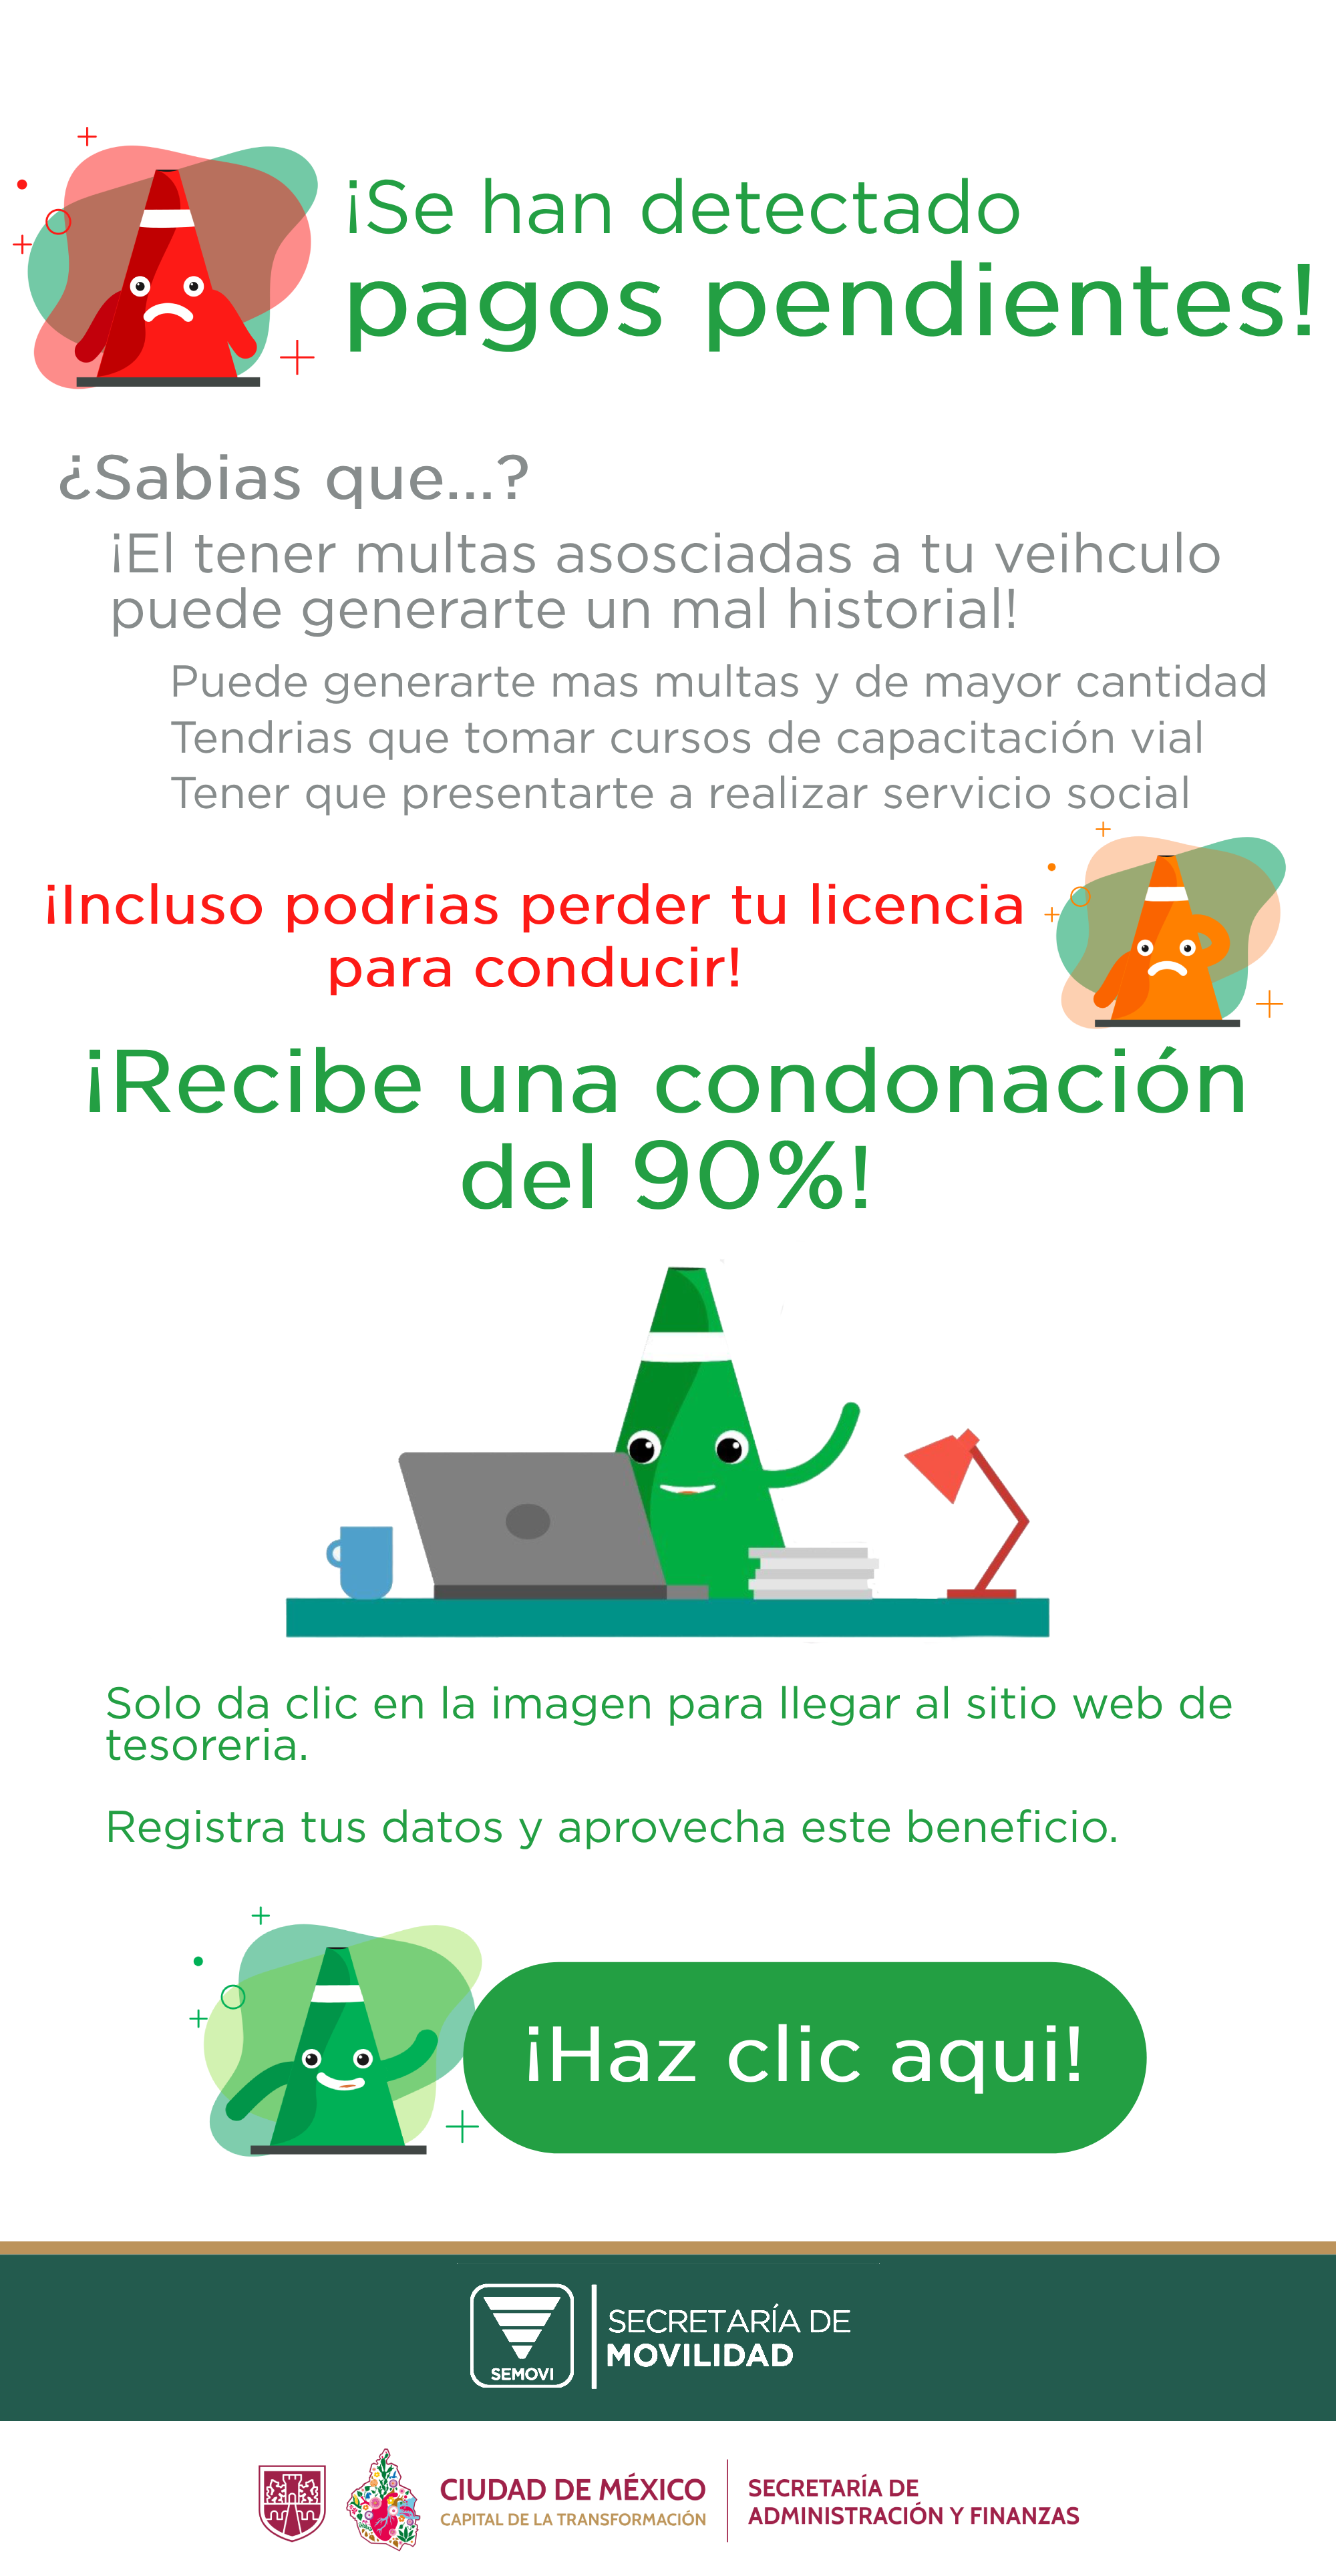 ¡Se han detectado
pagos pendientes!
¿Sabias que...?
¡El tener multas asosciadas a tu veihculo
puede generarte un mal historial!
Puede generarte mas multas y de mayor cantidad
Tendrias que tomar cursos de capacitación vial
Tener que presentarte a realizar servicio social
¡Incluso podrias perder tu licencia
para conducir!
¡Recibe una condonación
del 90%!
Solo da clic en la imagen para llegar al sitio web de
tesoreria.
Registra tus datos y aprovecha este beneficio.
¡Haz clic aqui!
SEMOVI
SECRETARÍA DE
MOVILIDAD
CIUDAD DE MÉXICO
CAPITAL DE LA TRANSFORMACIÓN
SECRETARÍA DE
ADMINISTRACIÓN Y FINANZAS